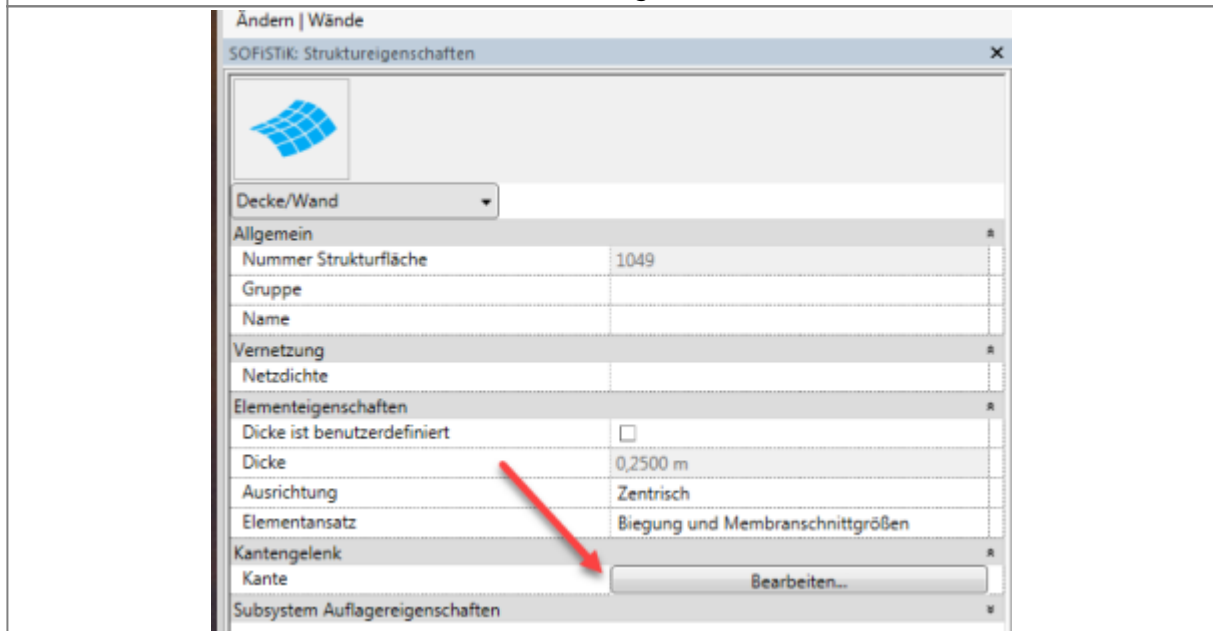 Ändern | Wände
SOFiSTiK: Struktureigenschaften
Decke/Wand
Allgemein
Nummer Strukturfläche 1049
Gruppe
Name
Vernetzung
Netzdichte
Elementeigenschaften
Dicke ist benutzerdefiniert
Dicke 0,2500 m
Ausrichtung Zentrisch
Elementansatz Biegung und Membranschnittgrößen
Kantengelenk
Kante Bearbeiten...
Subsystem Auflagereigenschaften